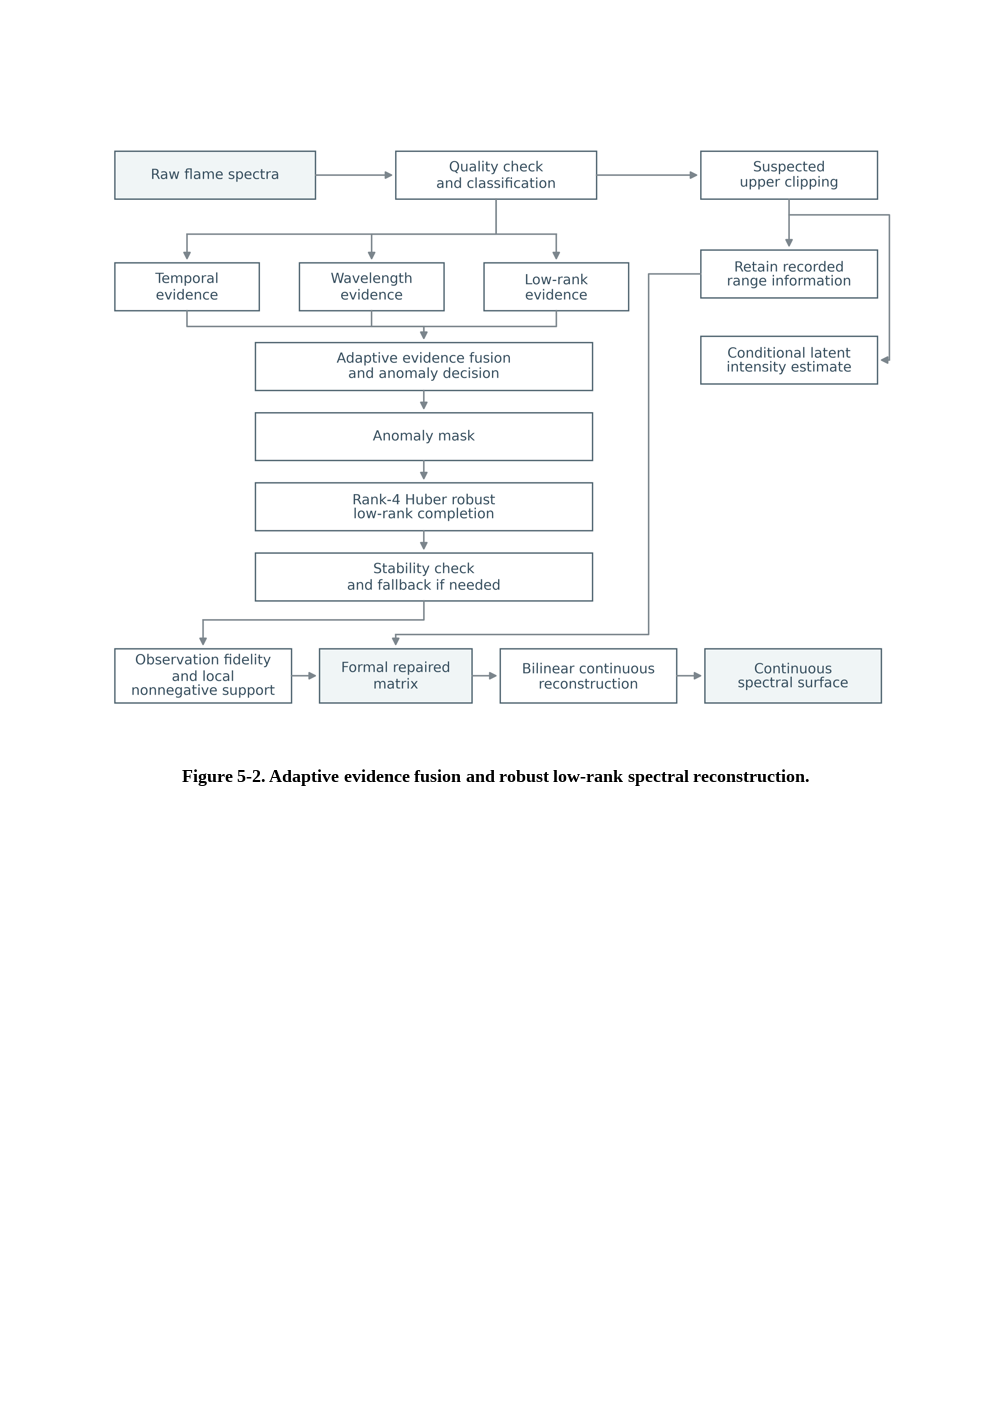 Raw flame spectra
Quality check
and classification
Suspected
upper clipping
Temporal
evidence
Wavelength
evidence
Low-rank
evidence
Retain recorded
range information
Conditional latent
intensity estimate
Adaptive evidence fusion
and anomaly decision
Anomaly mask
Rank-4 Huber robust
low-rank completion
Stability check
and fallback if needed
Observation fidelity
and local
nonnegative support
Formal repaired
matrix
Bilinear continuous
reconstruction
Continuous
spectral surface
Figure 5-2. Adaptive evidence fusion and robust low-rank spectral reconstruction.